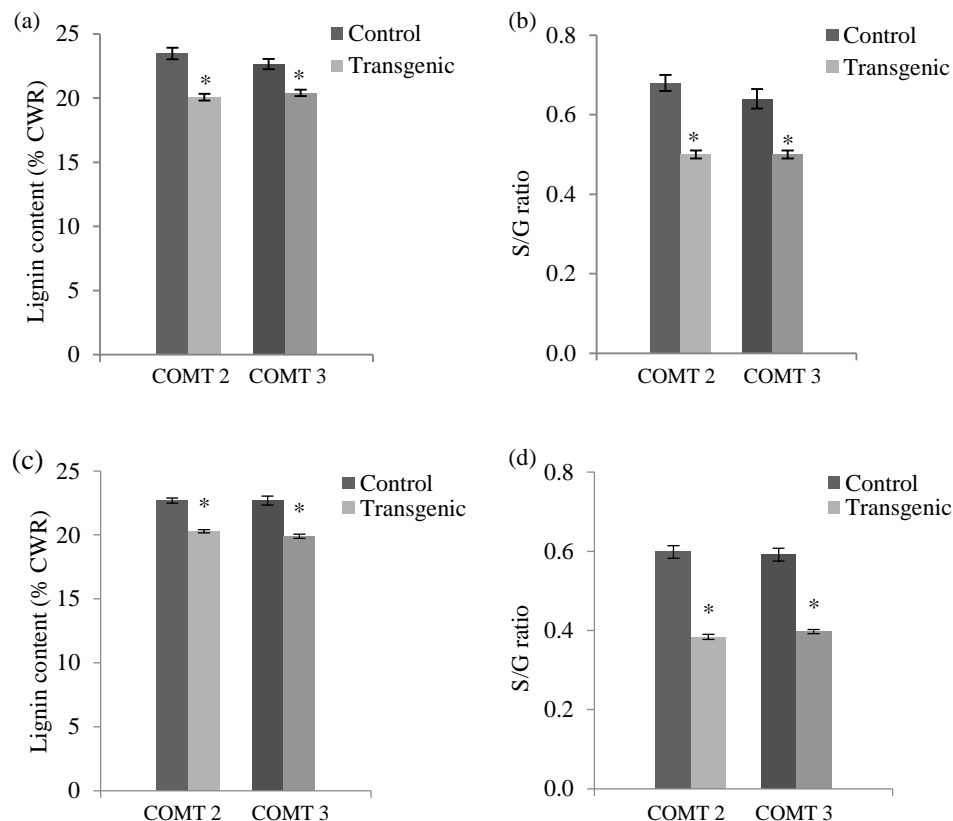 (a)
25
20
15
10
5
0
Lignin content (% CWR)
Control
Transgenic
*
*
COMT 2 COMT 3
(b)
0.8
0.6
0.4
0.2
0.0
S/G ratio
Control
Transgenic
*
*
COMT 2 COMT 3
(c)
25
20
15
10
5
0
Lignin content (% CWR)
Control
Transgenic
*
*
COMT 2 COMT 3
(d)
0.8
0.6
0.4
0.2
0.0
S/G ratio
Control
Transgenic
*
*
COMT 2 COMT 3